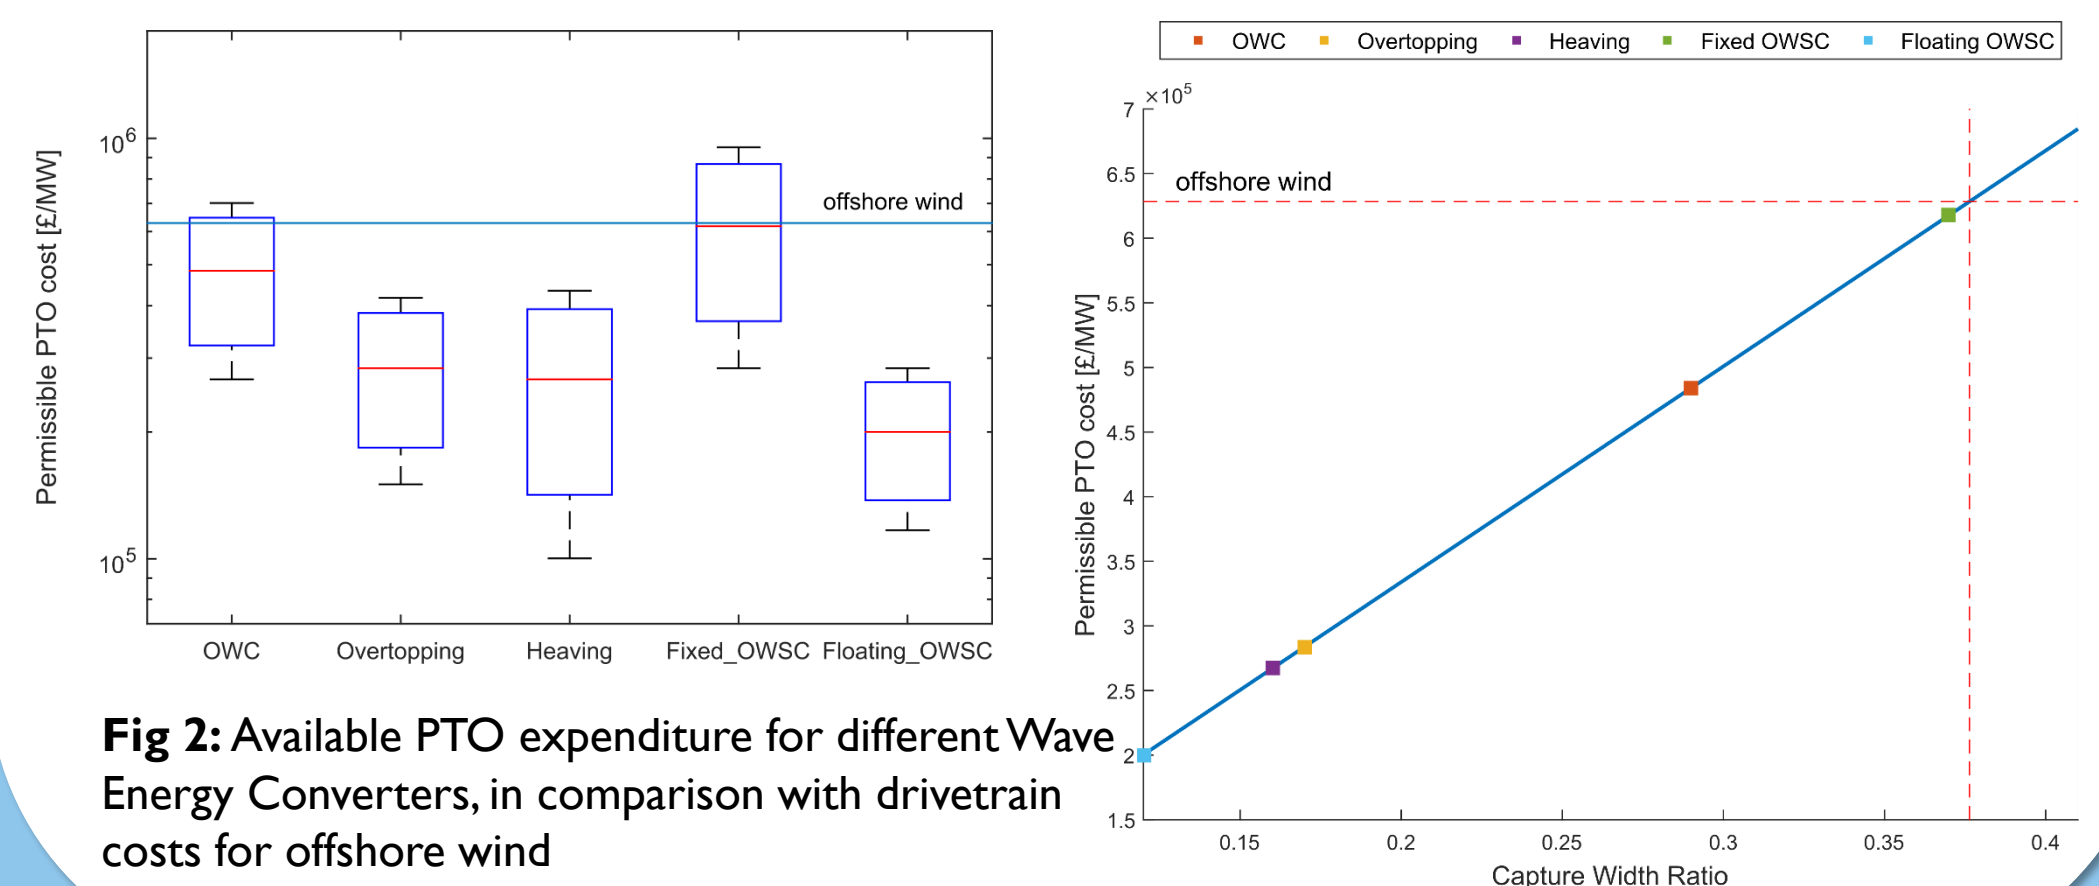 Permissible PTO cost [£/MW]
10^6
10^5
offshore wind
OWC Overtopping Heaving Fixed_OWSC Floating_OWSC
Fig 2: Available PTO expenditure for different Wave
Energy Converters, in comparison with drivetrain
costs for offshore wind
OWC Overtopping Heaving Fixed OWSC Floating OWSC
×10^5
7
6.5
6
5.5
5
4.5
4
3.5
3
2.5
2
1.5
Permissible PTO cost [£/MW]
offshore wind
0.15 0.2 0.25 0.3 0.35 0.4
Capture Width Ratio